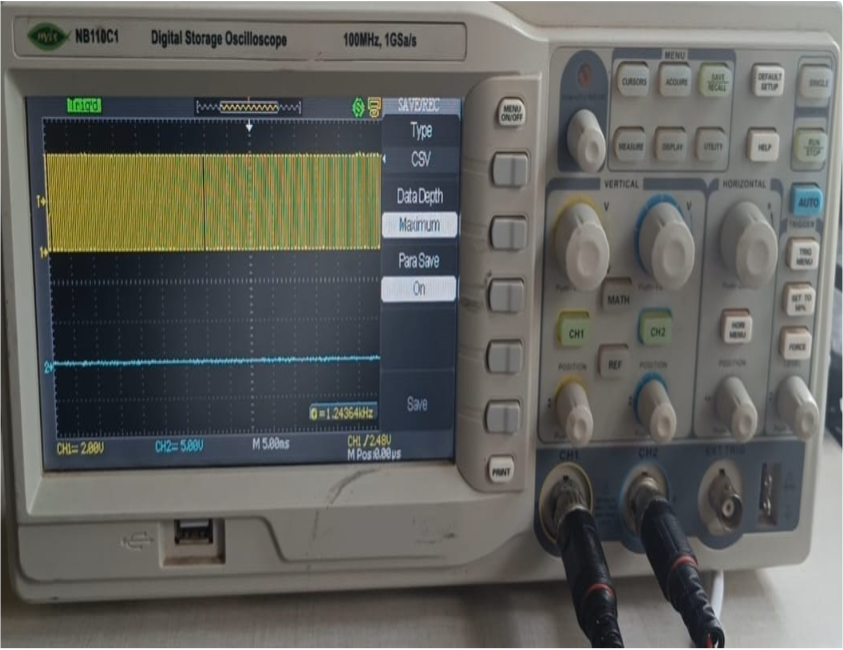 NB110C1 Digital Storage Oscilloscope 100MHz, 1GSa/s
Trig'd
SAVE/REC
Type
CSV
Data Depth
Maximum
Para Save
On
Save
=1.24364kHz
CH1= 2.00V CH2= 5.00V M 5.00ms CH1 / 2.48V
M Pos:0.00µs
MENU ON/OFF
PRINT
MENU
CURSORS ACQUIRE SAVE RECALL DEFAULT SETUP SINGLE
MEASURE DISPLAY UTILITY HELP RUN STOP
VERTICAL HORIZONTAL
AUTO
TRIGGER
V V
TRIG MENU
MATH
SET TO 50%
CH1 CH2 HORI MENU
FORCE
POSITION REF POSITION POSITION
CH1 CH2 EXT TRIG